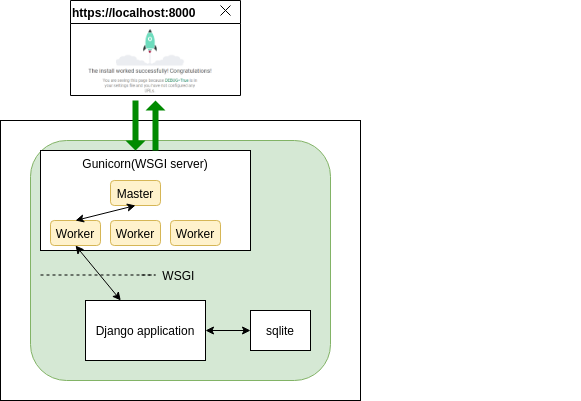 https://localhost:8000
The install worked successfully! Congratulations!
You are seeing this page because DEBUG=True is in
your settings file and you have not configured any
URLs.
Gunicorn(WSGI server)
Master
Worker Worker Worker
WSGI
Django application
sqlite